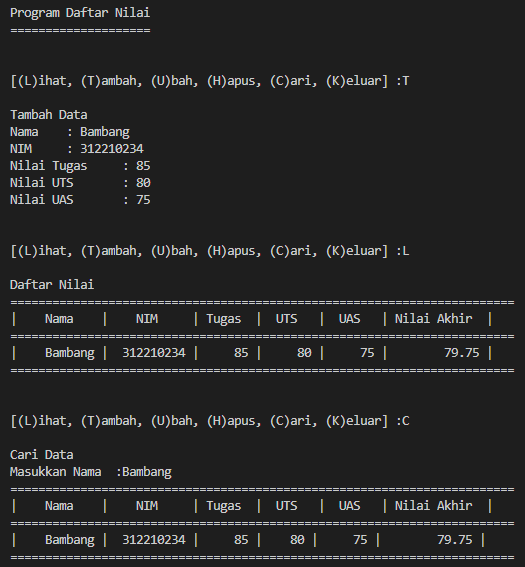 Program Daftar Nilai
====================
[(L)ihat, (T)ambah, (U)bah, (H)apus, (C)ari, (K)eluar] :T
Tambah Data
Nama    : Bambang
NIM     : 312210234
Nilai Tugas     : 85
Nilai UTS       : 80
Nilai UAS       : 75
[(L)ihat, (T)ambah, (U)bah, (H)apus, (C)ari, (K)eluar] :L
Daftar Nilai
========================================================================
|    Nama    |    NIM     | Tugas  |  UTS   |  UAS   | Nilai Akhir  |
========================================================================
|    Bambang |  312210234 |     85 |     80 |     75 |        79.75 |
========================================================================
[(L)ihat, (T)ambah, (U)bah, (H)apus, (C)ari, (K)eluar] :C
Cari Data
Masukkan Nama  :Bambang
========================================================================
|    Nama    |    NIM     | Tugas  |  UTS   |  UAS   | Nilai Akhir  |
========================================================================
|    Bambang |  312210234 |     85 |    80 |     75 |        79.75 |
========================================================================